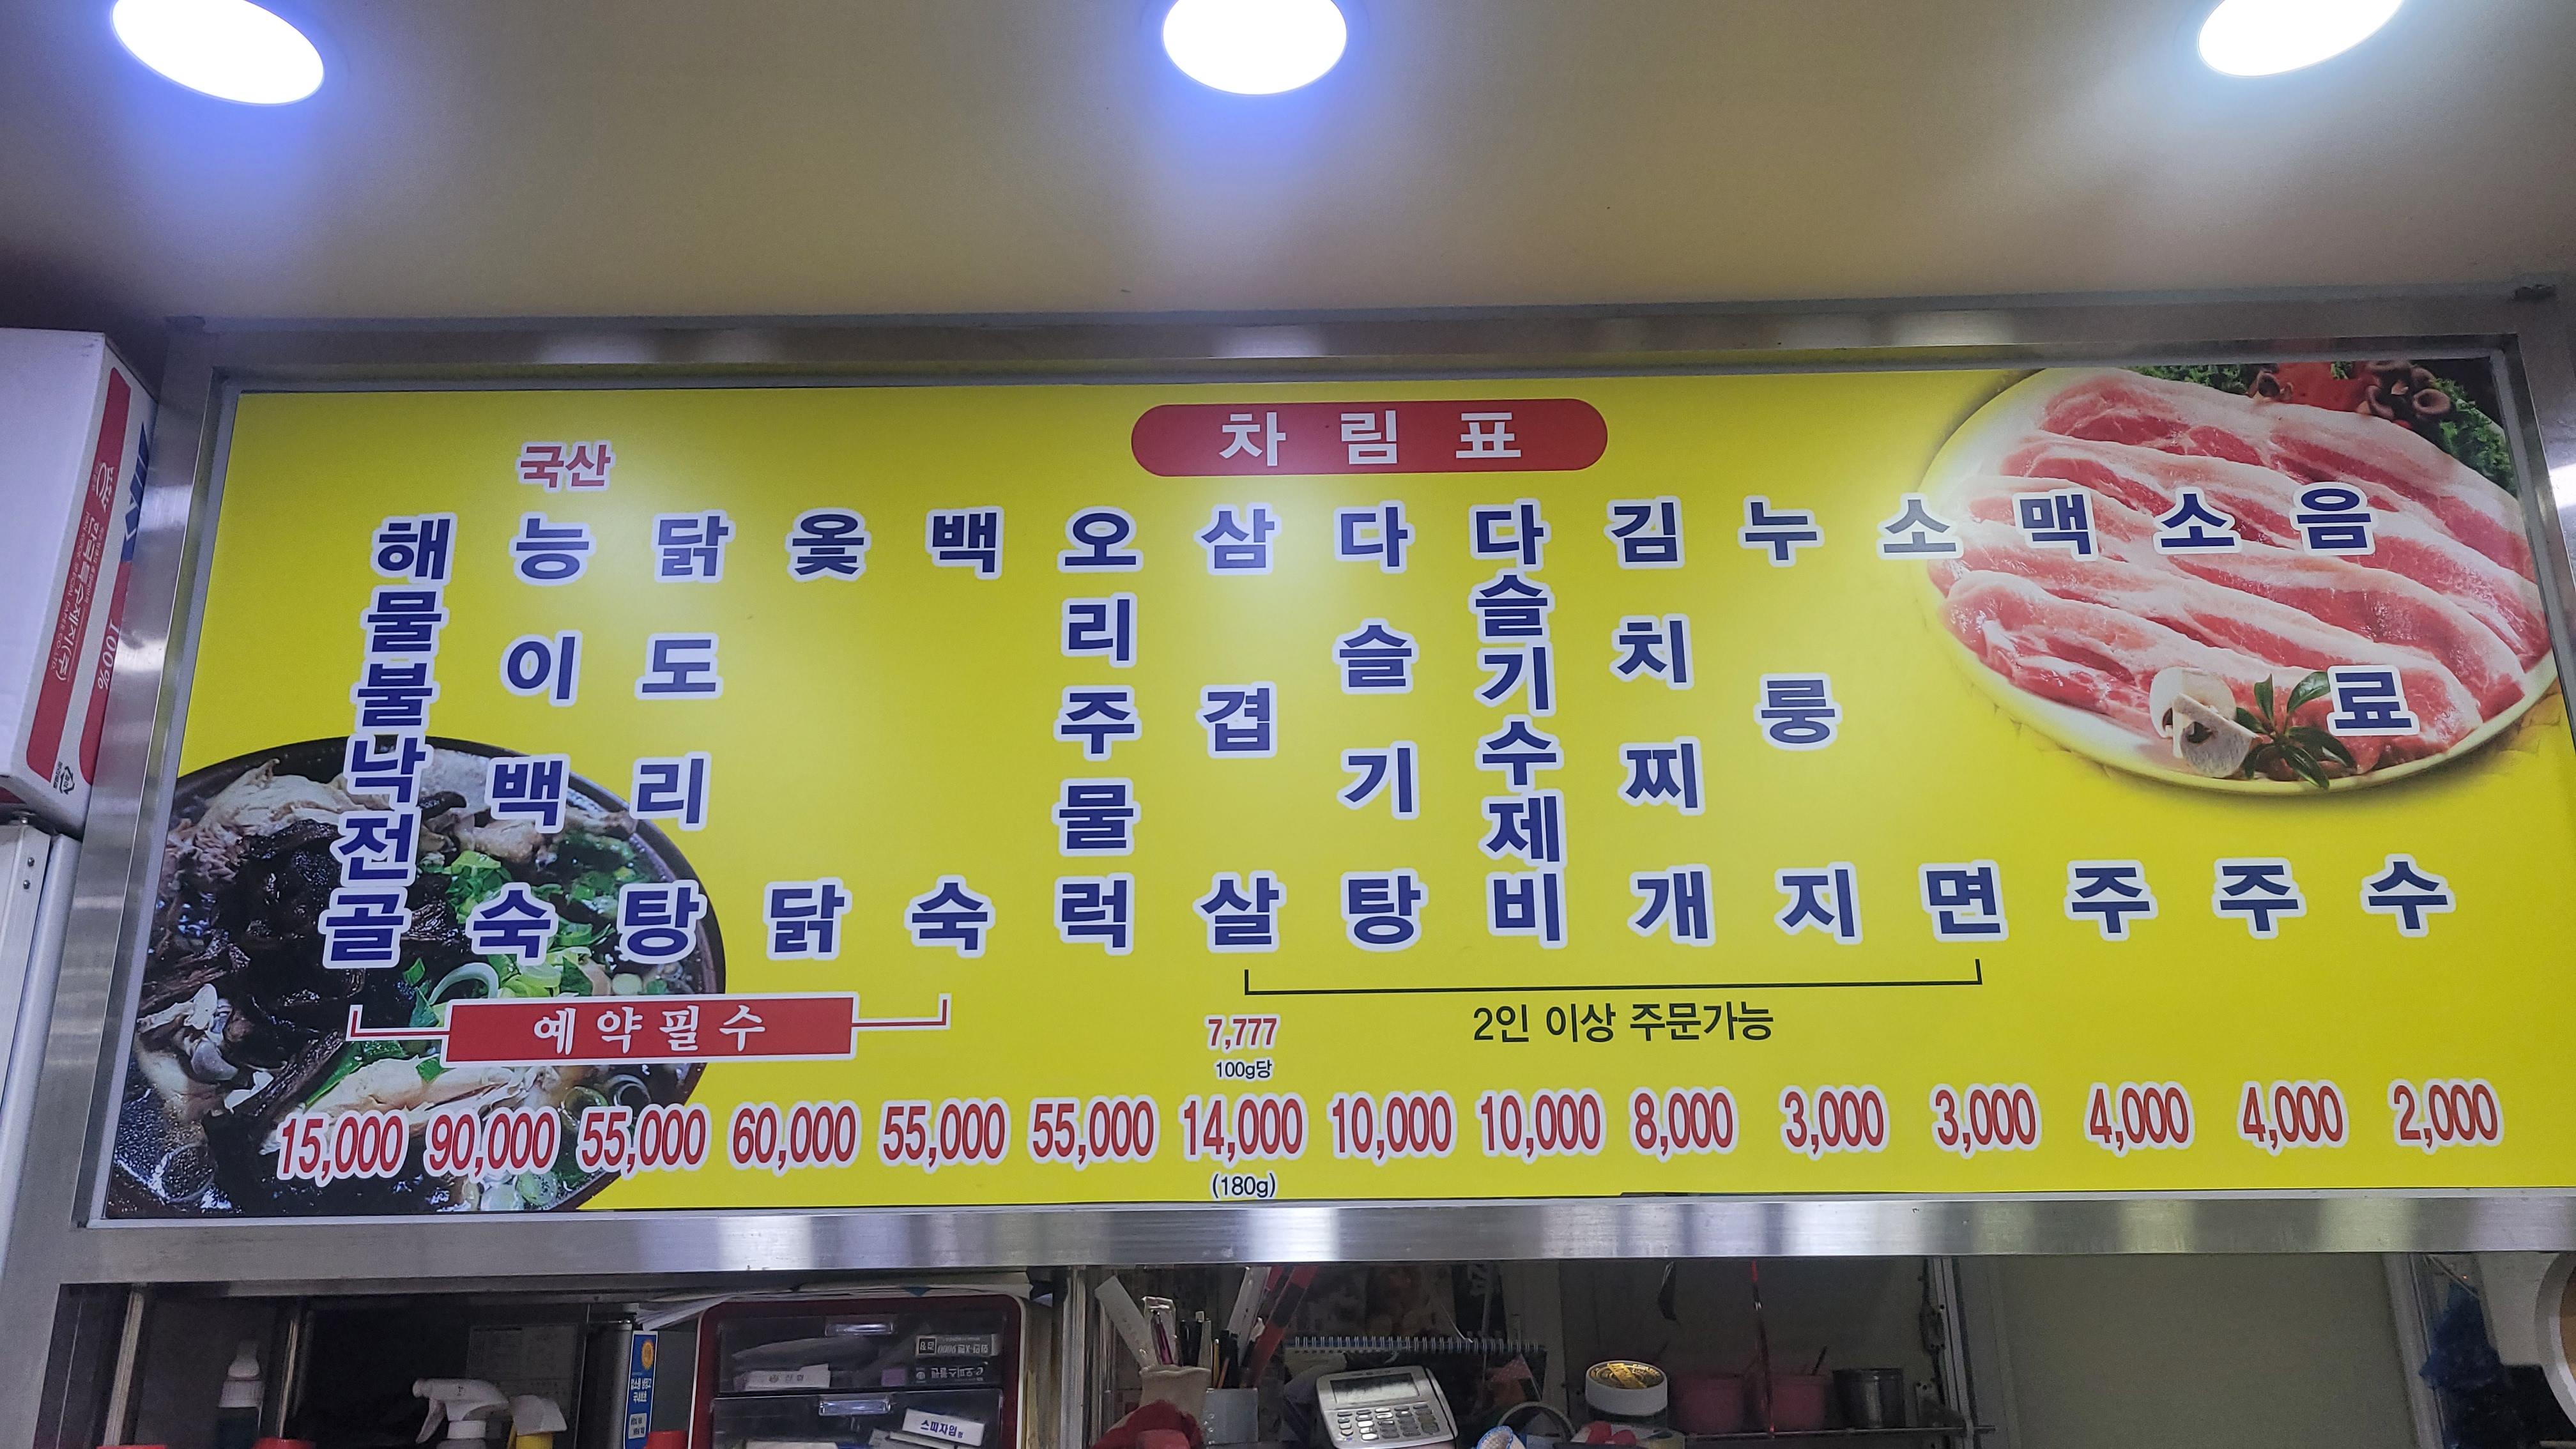 차림표
국산
해물불낙전골
능이백숙
닭도리탕
옻닭
백숙
오리주물럭
삼겹살
다슬기탕
다슬기수제비
김치찌개
누룽지
소면
맥주
소주
음료수
예약필수
2인 이상 주문가능
7,777
100g당
15,000 90,000 55,000 60,000 55,000 55,000 14,000 10,000 10,000 8,000 3,000 3,000 4,000 4,000 2,000
(180g)
100%
스피자임